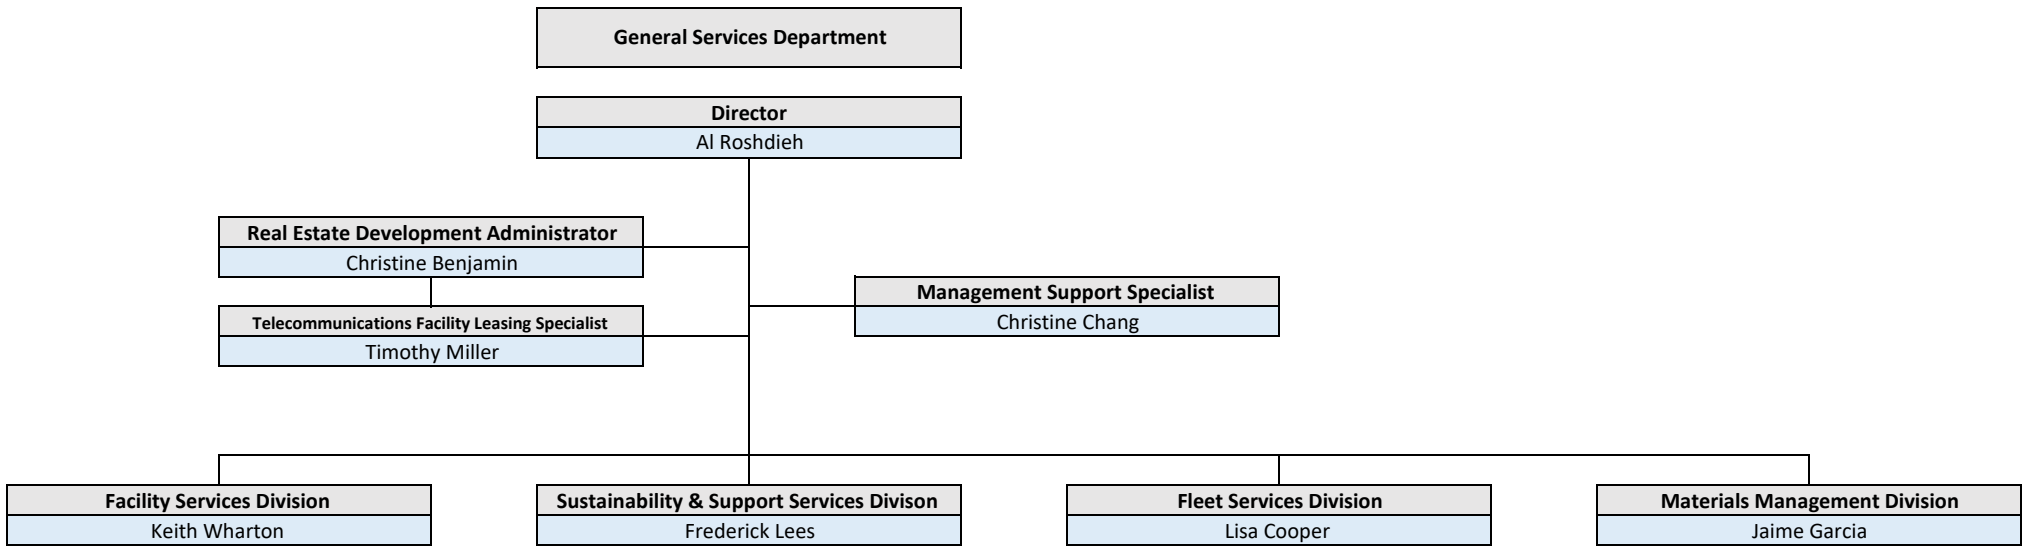 General Services Department
Director
Al Roshdieh
Real Estate Development Administrator
Christine Benjamin
Management Support Specialist
Christine Chang
Telecommunications Facility Leasing Specialist
Timothy Miller
Facility Services Division
Keith Wharton
Sustainability & Support Services Divison
Frederick Lees
Fleet Services Division
Lisa Cooper
Materials Management Division
Jaime Garcia